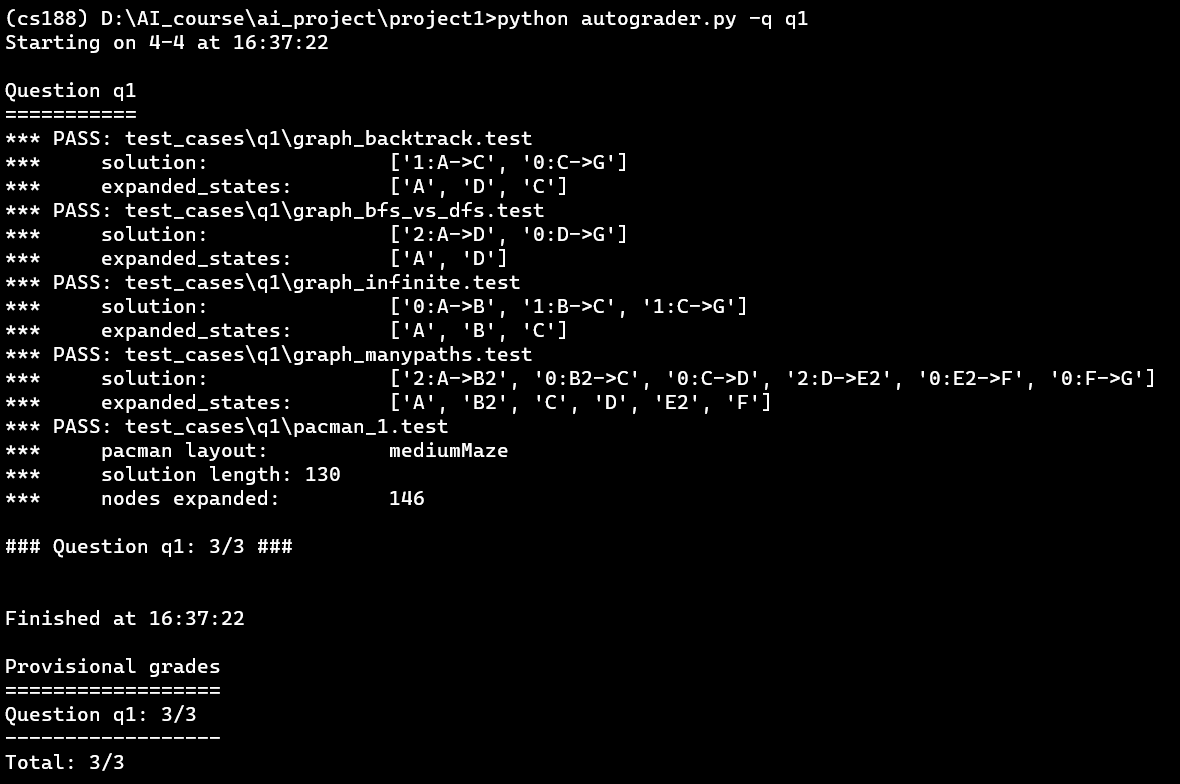 (cs188) D:\AI_course\ai_project\project1>python autograder.py -q q1
Starting on 4-4 at 16:37:22
Question q1
===========
*** PASS: test_cases\q1\graph_backtrack.test
***     solution:               ['1:A->C', '0:C->G']
***     expanded_states:        ['A', 'D', 'C']
*** PASS: test_cases\q1\graph_bfs_vs_dfs.test
***     solution:               ['2:A->D', '0:D->G']
***     expanded_states:        ['A', 'D']
*** PASS: test_cases\q1\graph_infinite.test
***     solution:               ['0:A->B', '1:B->C', '1:C->G']
***     expanded_states:        ['A', 'B', 'C']
*** PASS: test_cases\q1\graph_manypaths.test
***     solution:               ['2:A->B2', '0:B2->C', '0:C->D', '2:D->E2', '0:E2->F', '0:F->G']
***     expanded_states:        ['A', 'B2', 'C', 'D', 'E2', 'F']
*** PASS: test_cases\q1\pacman_1.test
***     pacman layout:          mediumMaze
***     solution length: 130
***     nodes expanded:         146
### Question q1: 3/3 ###
Finished at 16:37:22
Provisional grades
==================
Question q1: 3/3
------------------
Total: 3/3